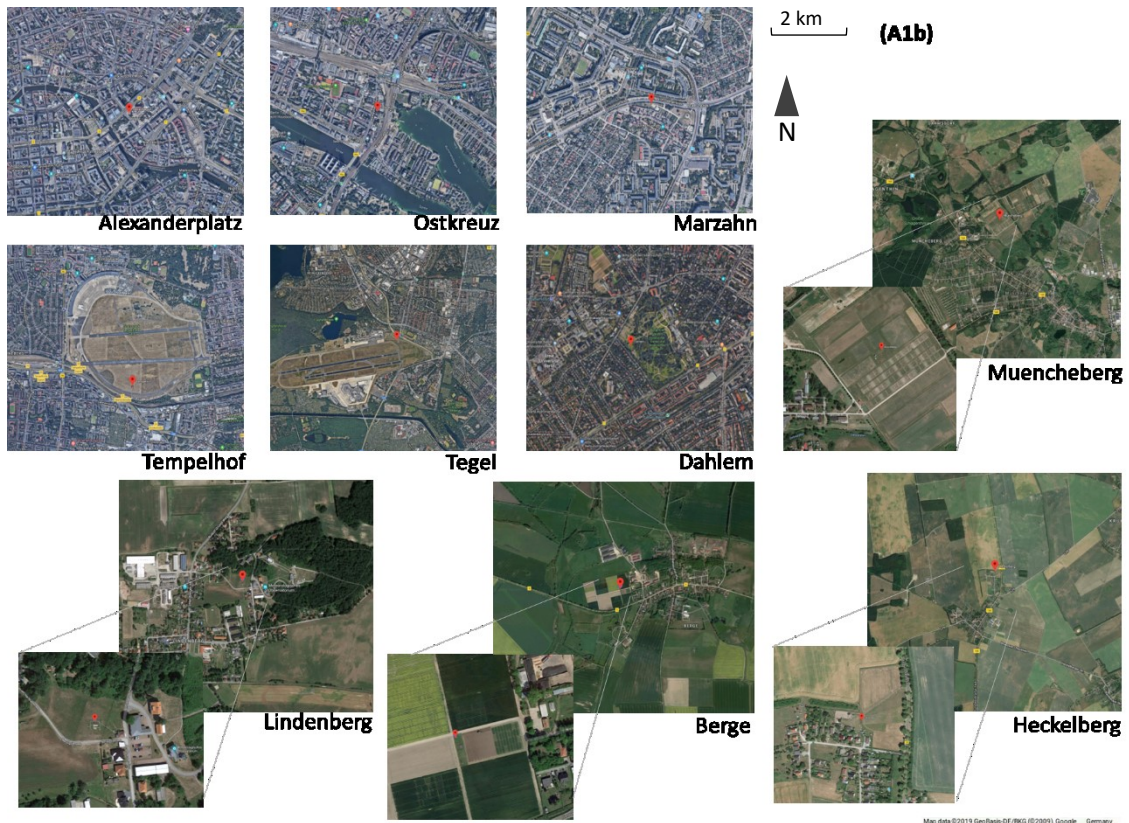 2 km
(A1b)
N
Alexanderplatz
Ostkreuz
Marzahn
Muencheberg
Tempelhof
Tegel
Dahlem
Lindenberg
Berge
Heckelberg
Map data ©2019 GeoBasis-DE/BKG (©2009), Google Germany